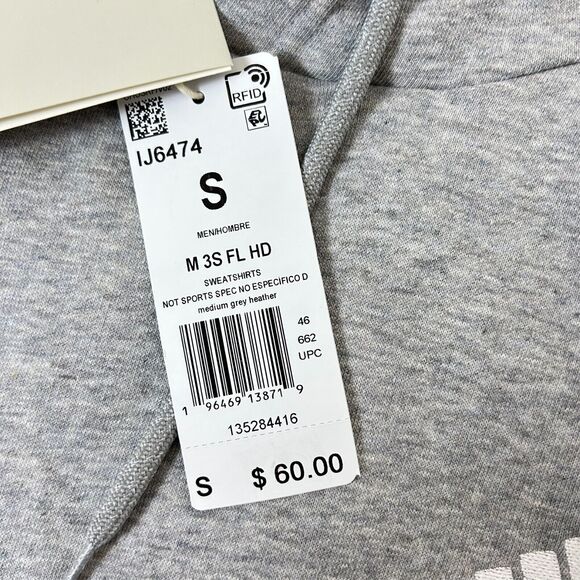 RFID
IJ6474
S
MEN/HOMBRE
M 3S FL HD
SWEATSHIRTS
NOT SPORTS SPEC NO ESPECÍFICO D
medium grey heather
46
662
UPC
1 96469 13871 9
135284416
S $ 60.00